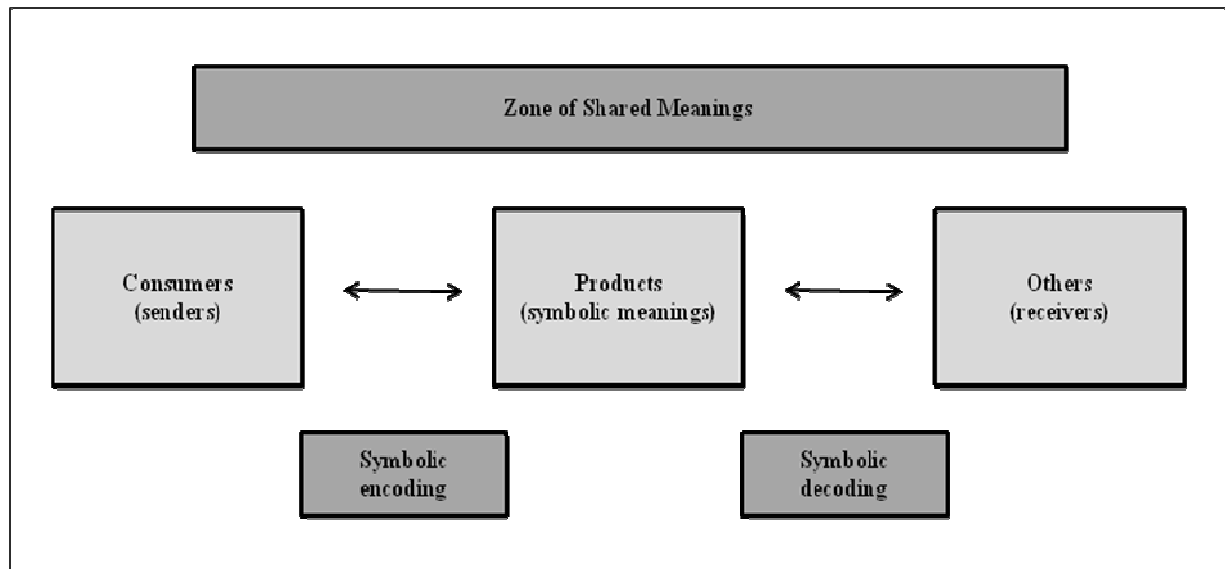 Zone of Shared Meanings
Consumers
(senders)
Products
(symbolic meanings)
Others
(receivers)
Symbolic
encoding
Symbolic
decoding